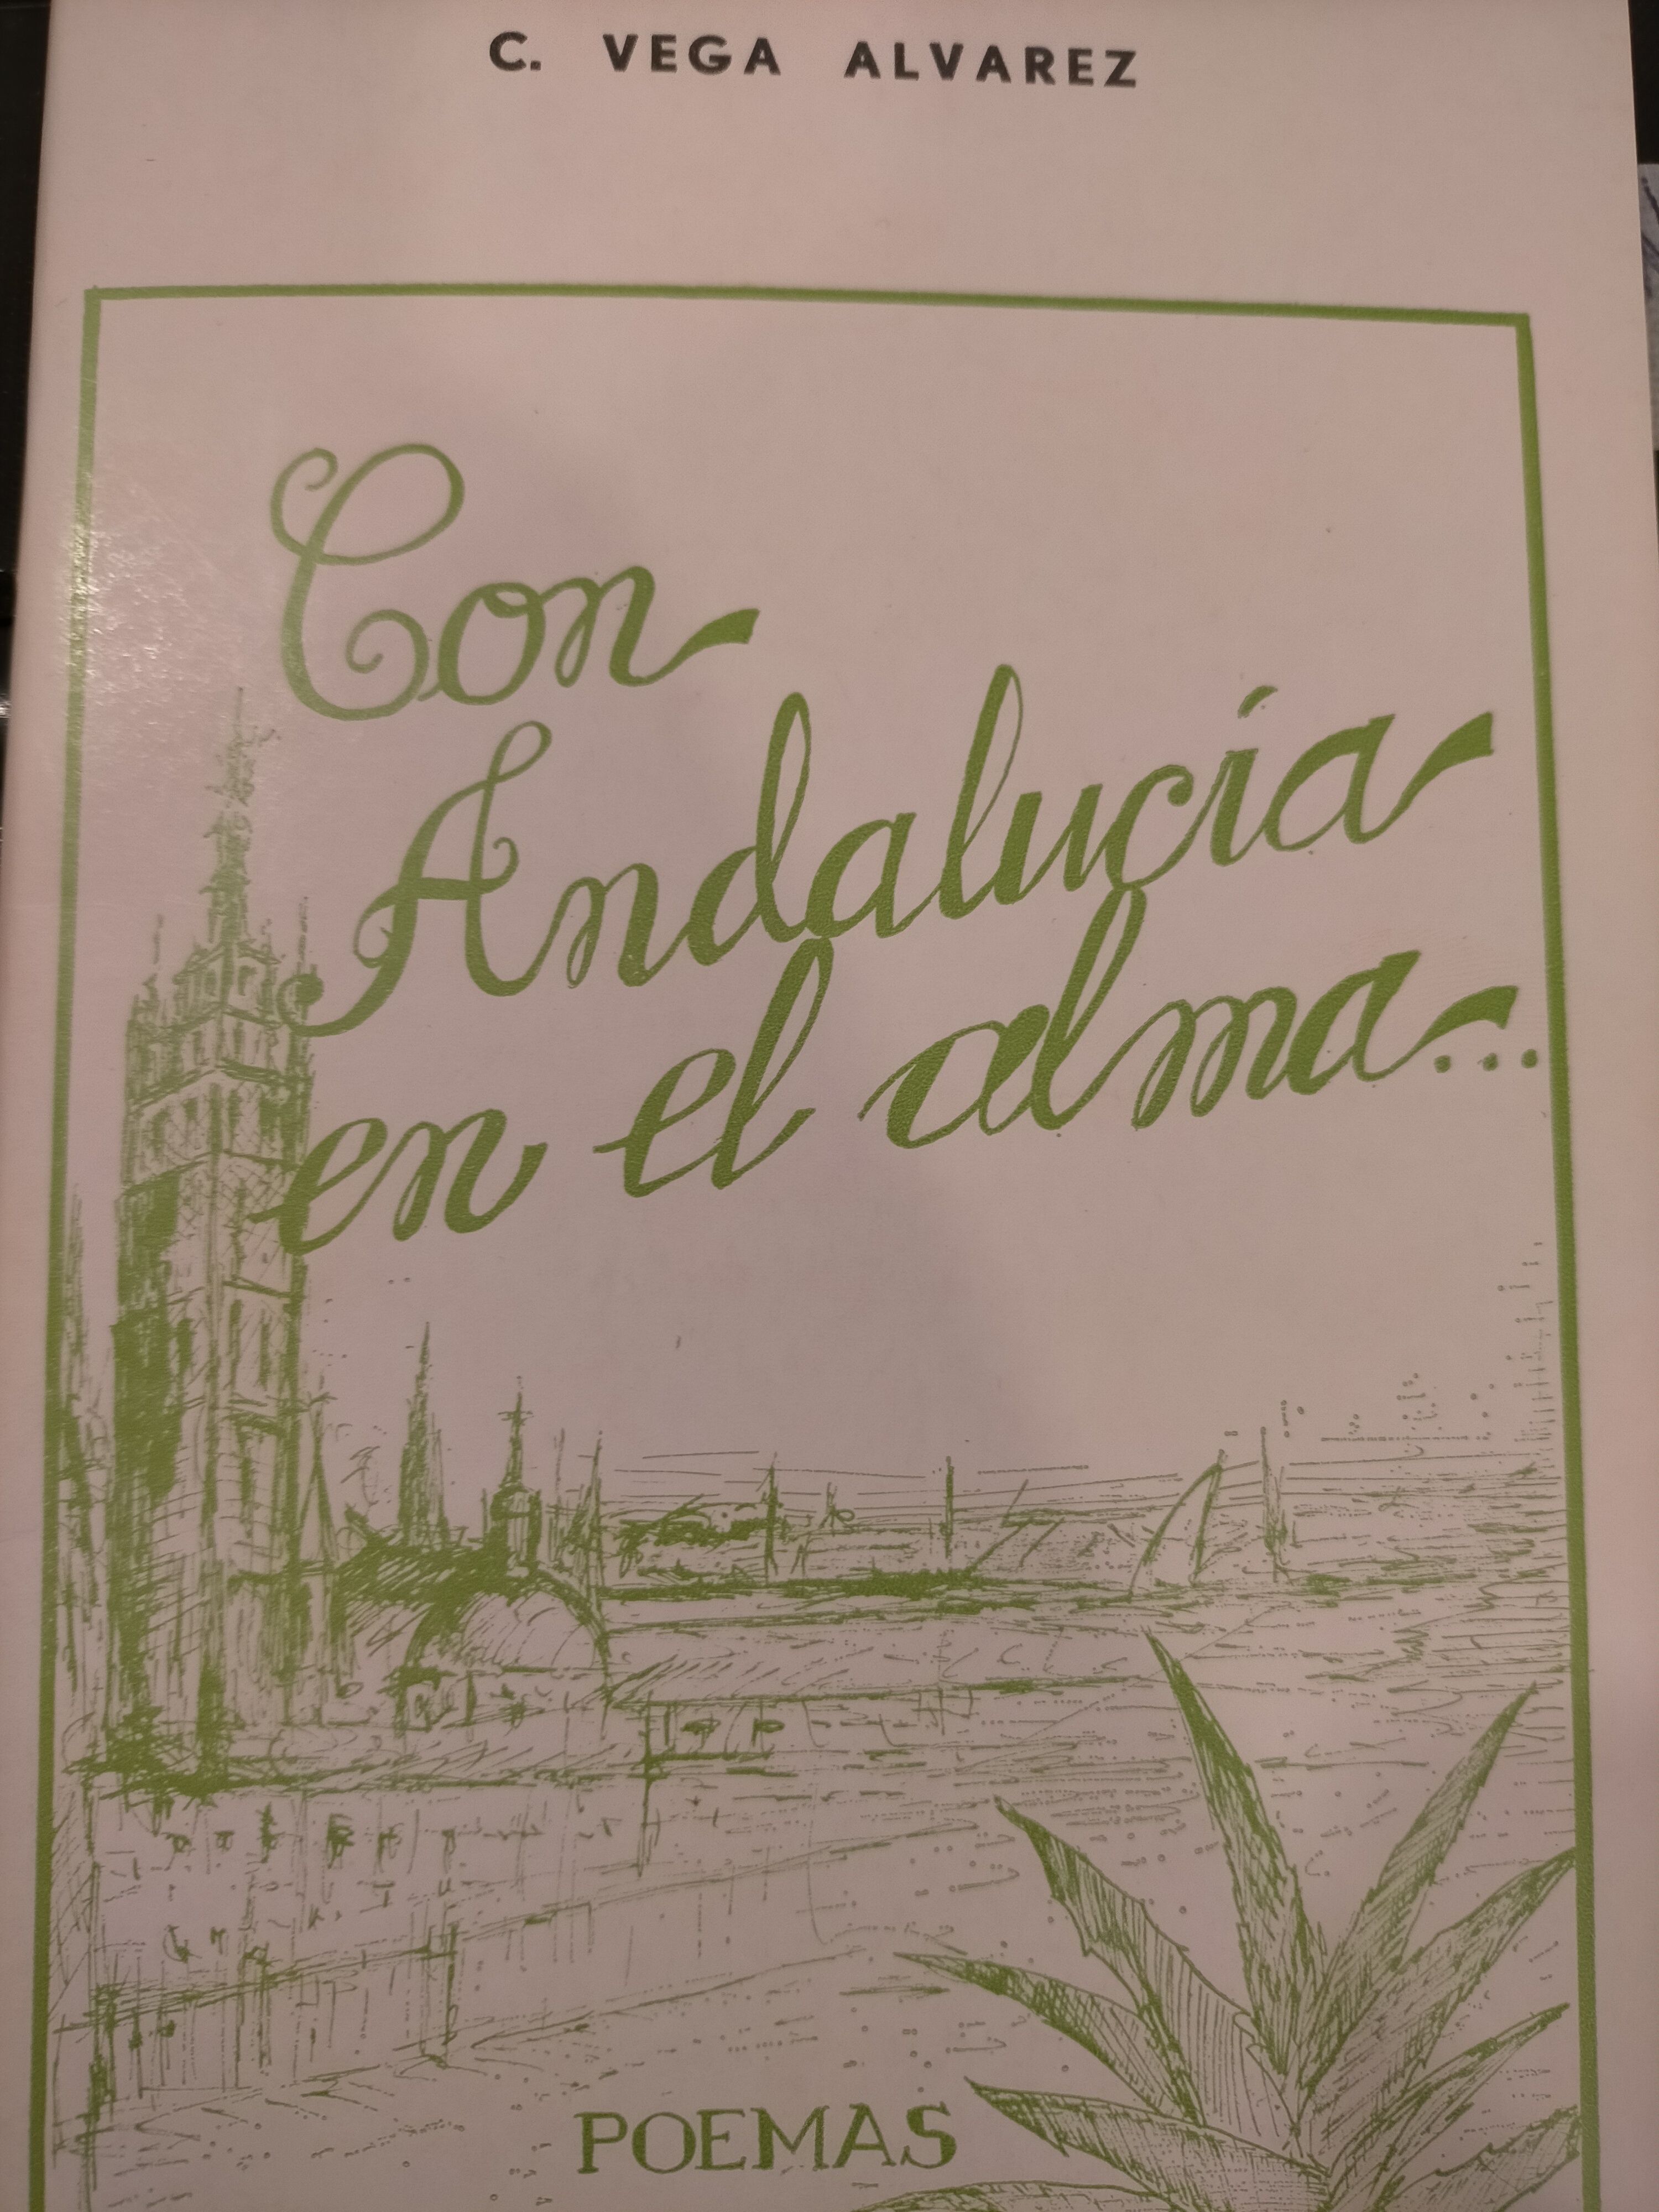 C. VEGA ALVAREZ
Con
Andalucía
en el alma...
POEMAS